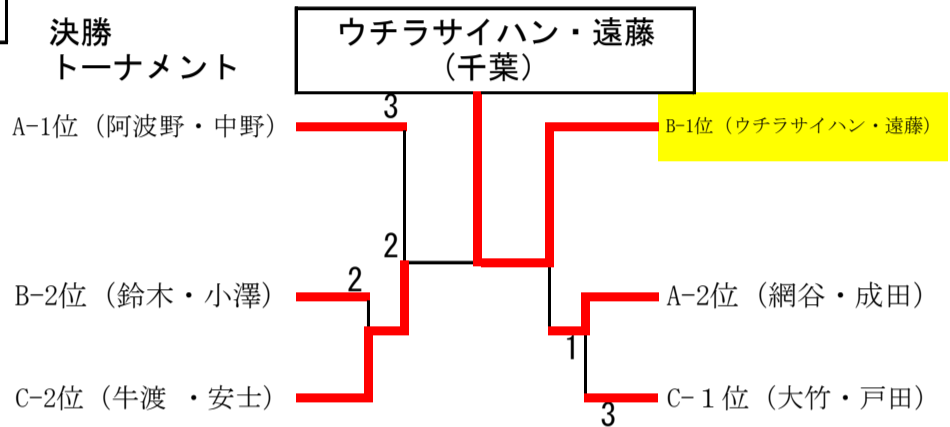 決勝
トーナメント
ウチラサイハン・遠藤
(千葉)
3
A-1位（阿波野・中野）
B-1位（ウチラサイハン・遠藤）
2
2
B-2位（鈴木・小澤）
A-2位（網谷・成田）
1
C-2位（牛渡 ・安士）
C-１位（大竹・戸田）
3